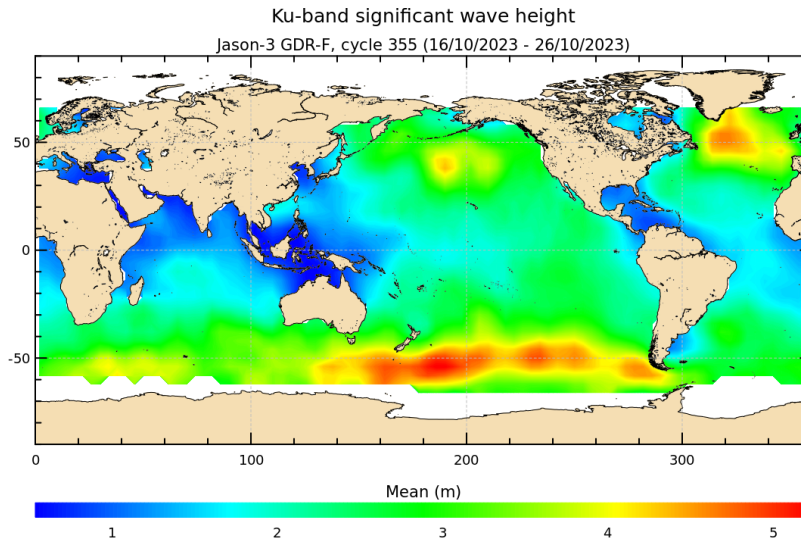 Ku-band significant wave height
Jason-3 GDR-F, cycle 355 (16/10/2023 - 26/10/2023)
50
0
-50
0 100 200 300
Mean (m)
1 2 3 4 5